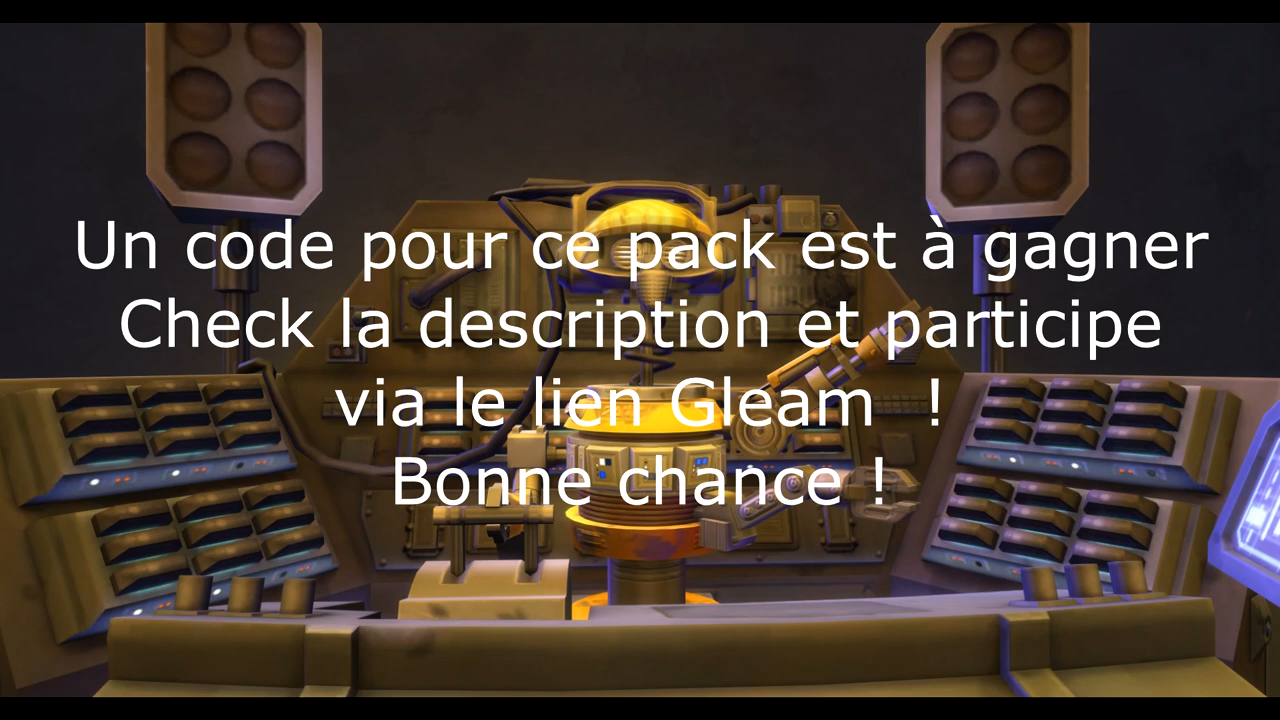 Un code pour ce pack est à gagner
Check la description et participe
via le lien Gleam  !
Bonne chance !